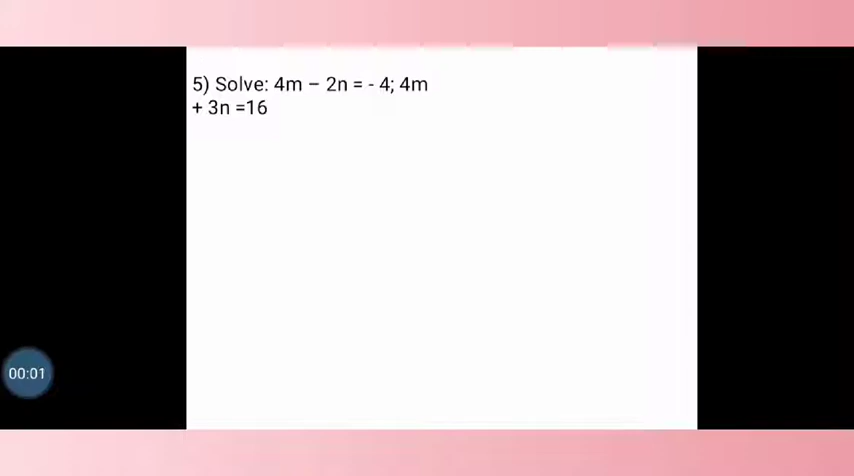 5) Solve: 4m – 2n = - 4; 4m
+ 3n =16
00:01